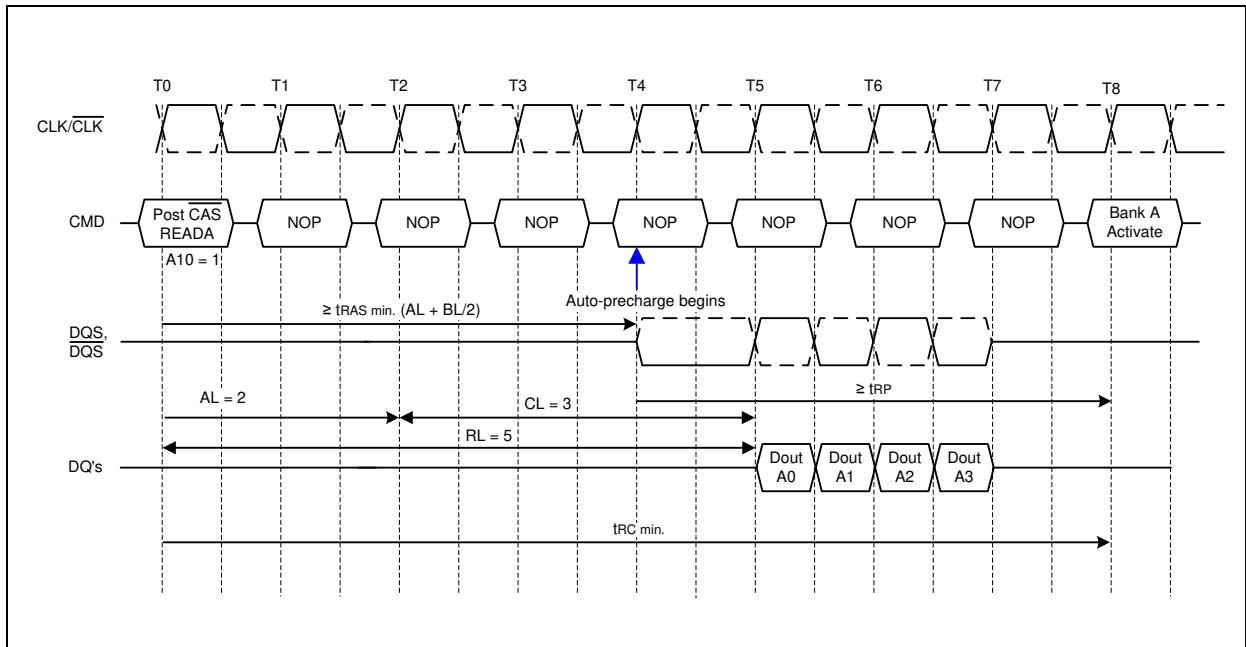 T0 T1 T2 T3 T4 T5 T6 T7 T8
CLK/CLK
CMD
Post CAS
READA
NOP NOP NOP NOP NOP NOP NOP
Bank A
Activate
A10 = 1
Auto-precharge begins
≥ tRAS min. (AL + BL/2)
DQS,
DQS
≥ tRP
AL = 2
CL = 3
RL = 5
DQ's
Dout
A0
Dout
A1
Dout
A2
Dout
A3
tRC min.